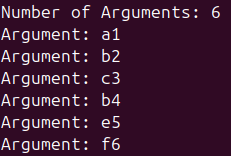 Number of Arguments: 6
Argument: a1
Argument: b2
Argument: c3
Argument: b4
Argument: e5
Argument: f6